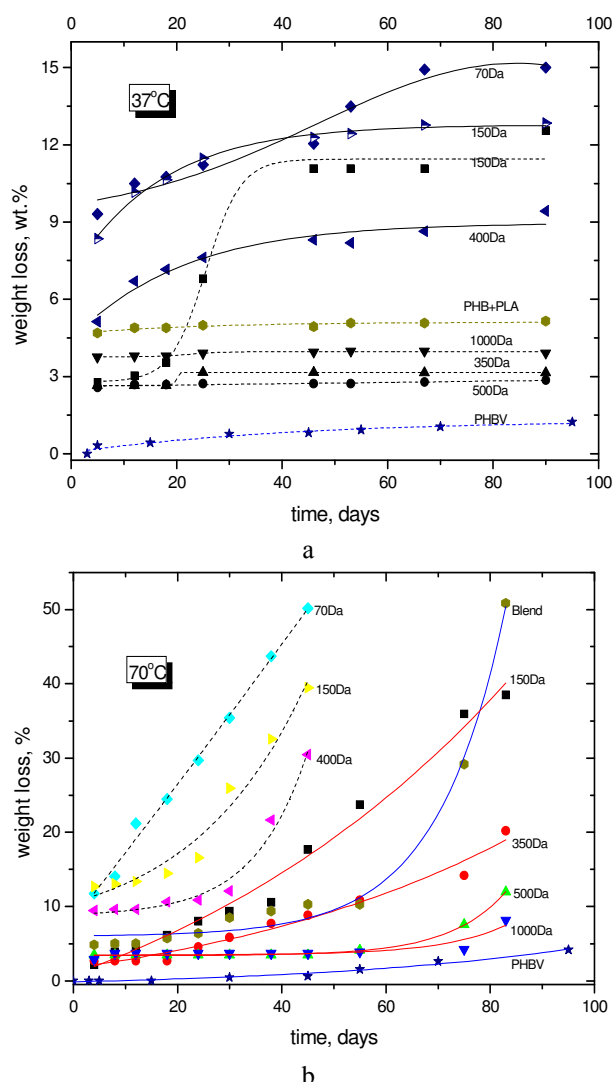 0 20 40 60 80 100
15
12
9
6
3
0
weight loss, wt.%
37°C
70Da
150Da
150Da
400Da
PHB+PLA
1000Da
350Da
500Da
PHBV
0 20 40 60 80 100
time, days
a
50
40
30
20
10
0
weight loss, %
70°C
70Da
Blend
150Da
150Da
400Da
350Da
500Da
1000Da
PHBV
0 20 40 60 80 100
time, days
b